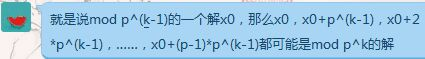 就是说mod p^(k-1)的一个解x0，那么x0，x0+p^(k-1)，x0+2
*p^(k-1)，……，x0+(p-1)*p^(k-1)都可能是mod p^k的解